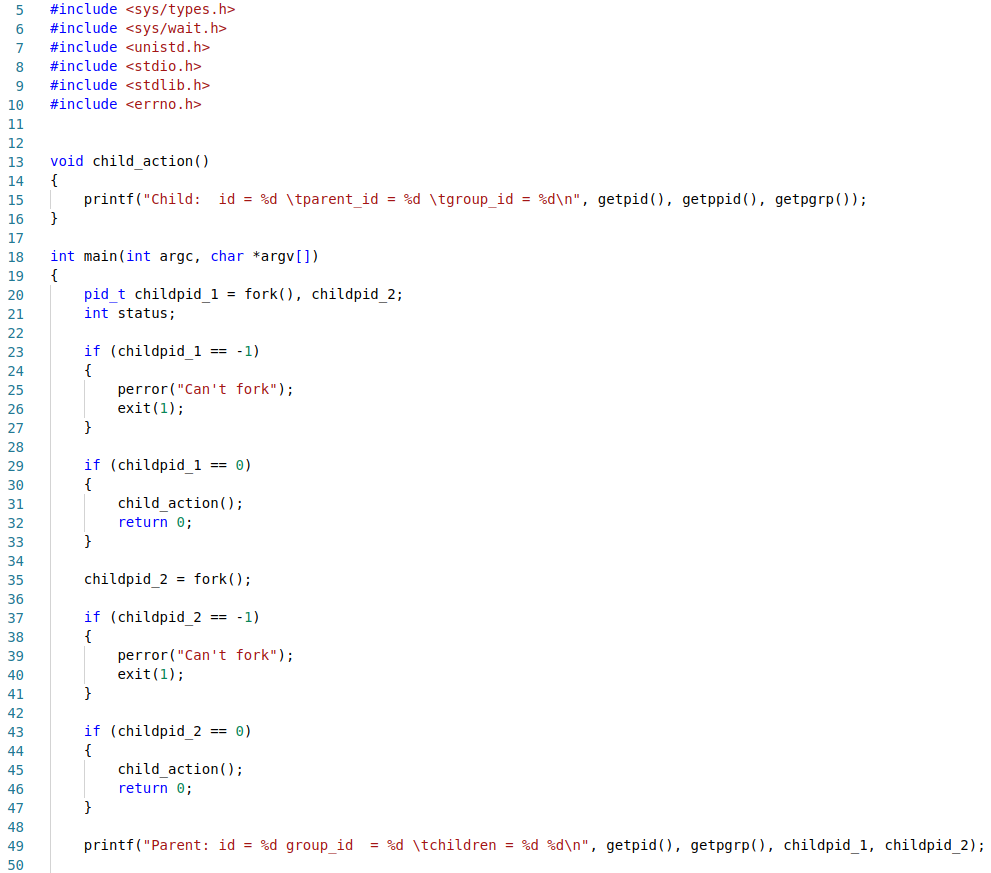 5 #include <sys/types.h>
6 #include <sys/wait.h>
7 #include <unistd.h>
8 #include <stdio.h>
9 #include <stdlib.h>
10 #include <errno.h>
11
12
13 void child_action()
14 {
15     printf("Child:  id = %d \tparent_id = %d \tgroup_id = %d\n", getpid(), getppid(), getpgrp());
16 }
17
18 int main(int argc, char *argv[])
19 {
20     pid_t childpid_1 = fork(), childpid_2;
21     int status;
22
23     if (childpid_1 == -1)
24     {
25         perror("Can't fork");
26         exit(1);
27     }
28
29     if (childpid_1 == 0)
30     {
31         child_action();
32         return 0;
33     }
34
35     childpid_2 = fork();
36
37     if (childpid_2 == -1)
38     {
39         perror("Can't fork");
40         exit(1);
41     }
42
43     if (childpid_2 == 0)
44     {
45         child_action();
46         return 0;
47     }
48
49     printf("Parent: id = %d group_id  = %d \tchildren = %d %d\n", getpid(), getpgrp(), childpid_1, childpid_2);
50